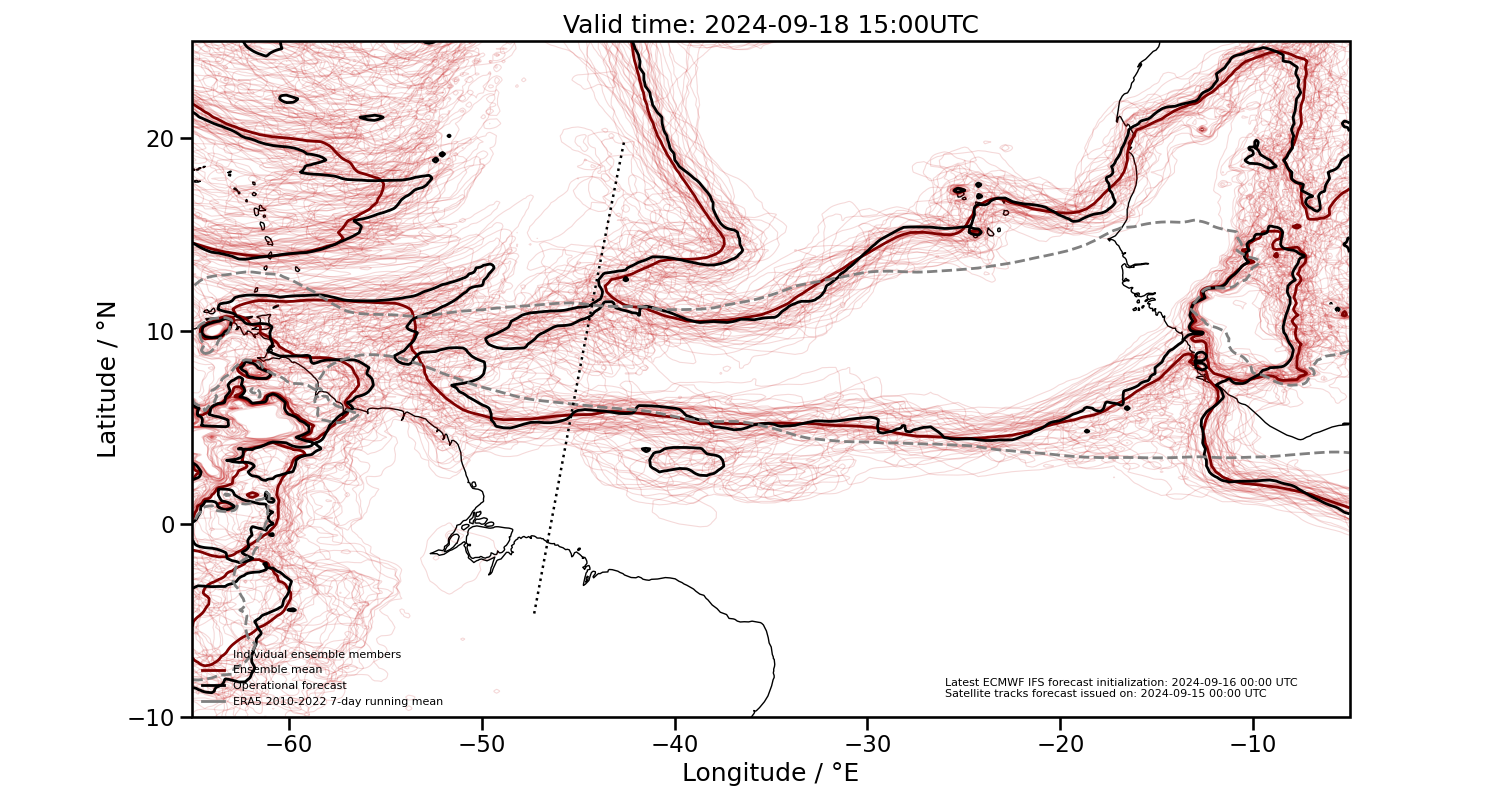 Valid time: 2024-09-18 15:00UTC
20
10
0
−10
Latitude / °N
−60
−50
−40
−30
−20
−10
Longitude / °E
Individual ensemble members
Ensemble mean
Operational forecast
ERA5 2010-2022 7-day running mean
Latest ECMWF IFS forecast initialization: 2024-09-16 00:00 UTC
Satellite tracks forecast issued on: 2024-09-15 00:00 UTC